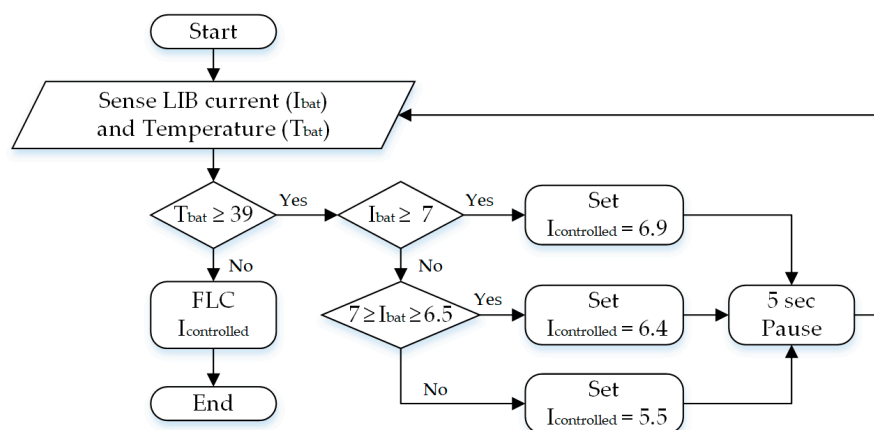 Start
Sense LIB current (Ibat)
and Temperature (Tbat)
Tbat ≥ 39
Yes
Ibat ≥ 7
Yes
Set
Icontrolled = 6.9
No
No
FLC
Icontrolled
7 ≥ Ibat ≥ 6.5
Yes
Set
Icontrolled = 6.4
5 sec
Pause
End
No
Set
Icontrolled = 5.5